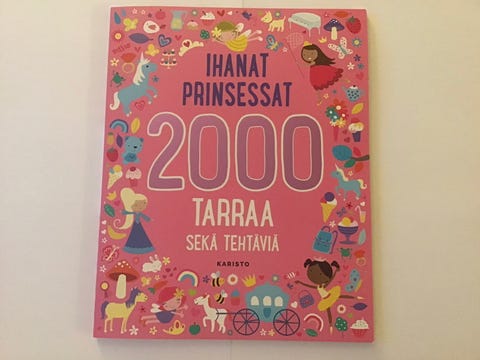 IHANAT
PRINSESSAT
2000
TARRAA
SEKÄ TEHTÄVIÄ
KARISTO